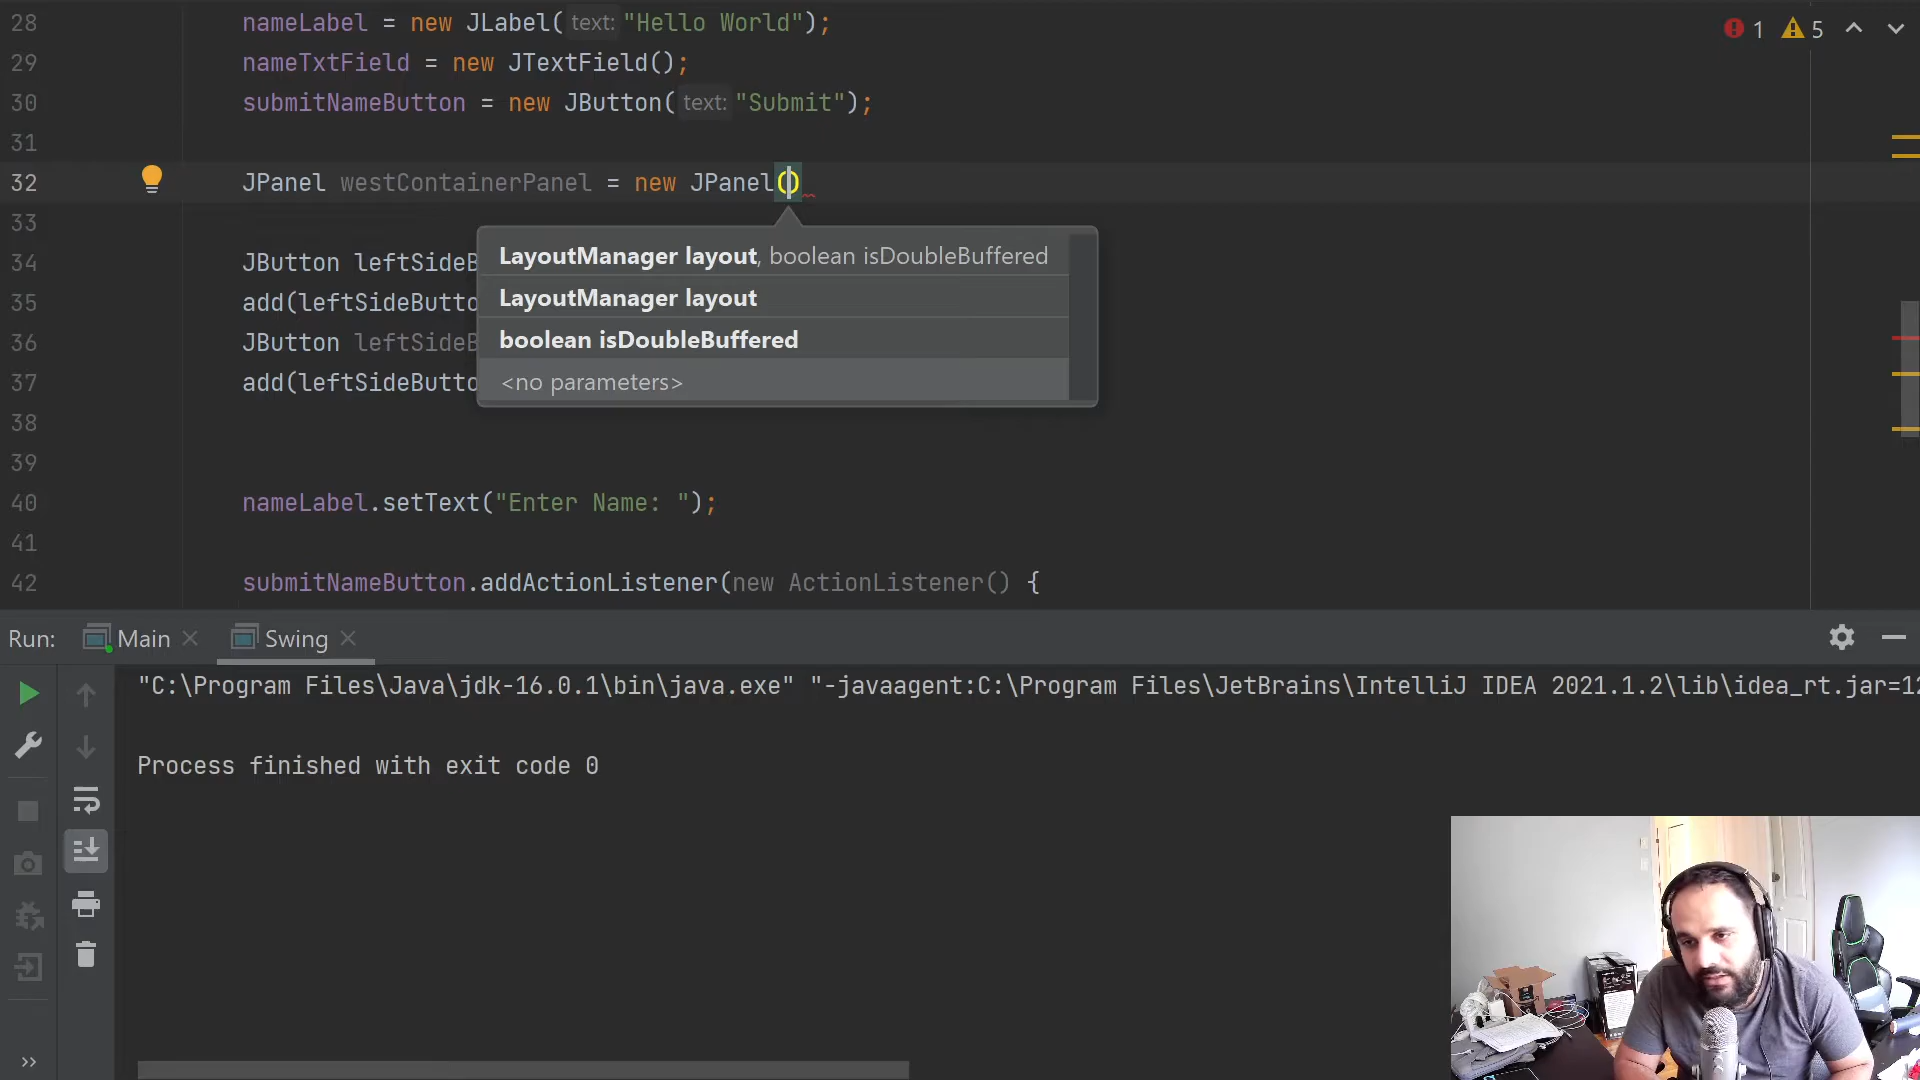 28 nameLabel = new JLabel( text: "Hello World");
1 5
29 nameTxtField = new JTextField();
30 submitNameButton = new JButton( text: "Submit");
31
32 JPanel westContainerPanel = new JPanel()
33
LayoutManager layout, boolean isDoubleBuffered
34 JButton leftSideB
LayoutManager layout
35 add(leftSideButto
boolean isDoubleBuffered
36 JButton leftSideB
<no parameters>
37 add(leftSideButto
38
39
40 nameLabel.setText("Enter Name: ");
41
42 submitNameButton.addActionListener(new ActionListener() {
Run: Main Swing
"C:\Program Files\Java\jdk-16.0.1\bin\java.exe" "-javaagent:C:\Program Files\JetBrains\IntelliJ IDEA 2021.1.2\lib\idea_rt.jar=12
Process finished with exit code 0